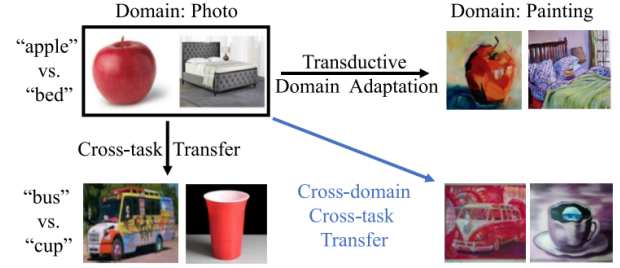 Domain: Photo
Domain: Painting
“apple”
vs.
“bed”
Transductive
Domain Adaptation
Cross-task Transfer
“bus”
vs.
“cup”
Cross-domain
Cross-task
Transfer